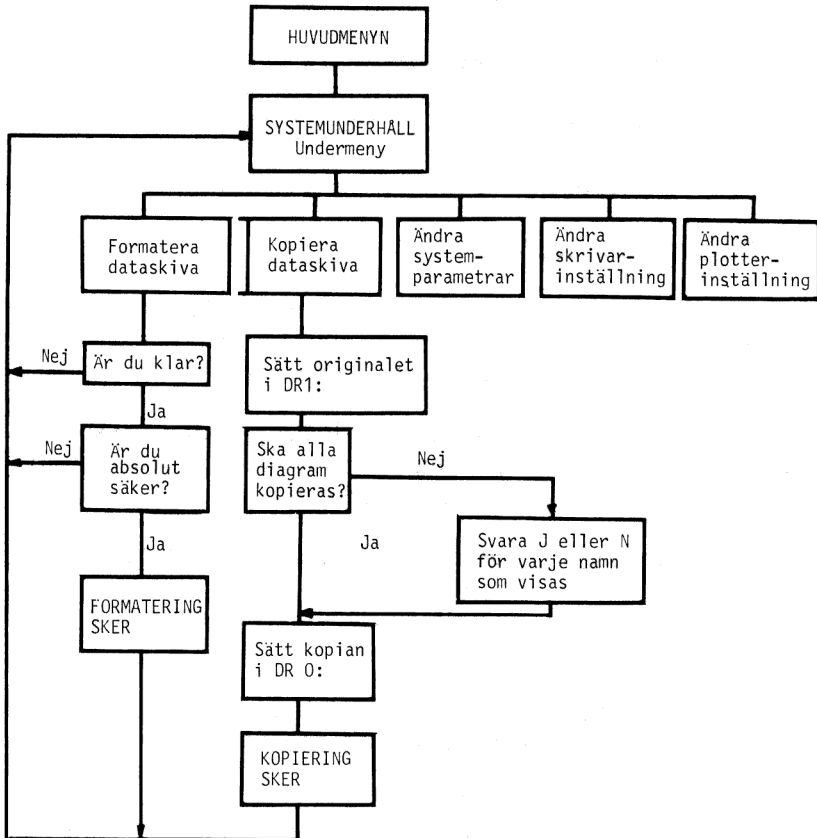 HUVUDMENYN
SYSTEMUNDERHÅLL
Undermeny
Formatera
dataskiva
Kopiera
dataskiva
Ändra
system-
parametrar
Ändra
skrivar-
inställning
Ändra
plotter-
inställning
Nej
Är du klar?
Ja
Nej
Är du
absolut
säker?
Ja
FORMATERING
SKER
Sätt originalet
i DR1:
Ska alla
diagram
kopieras?
Nej
Ja
Svara J eller N
för varje namn
som visas
Sätt kopian
i DR O:
KOPIERING
SKER